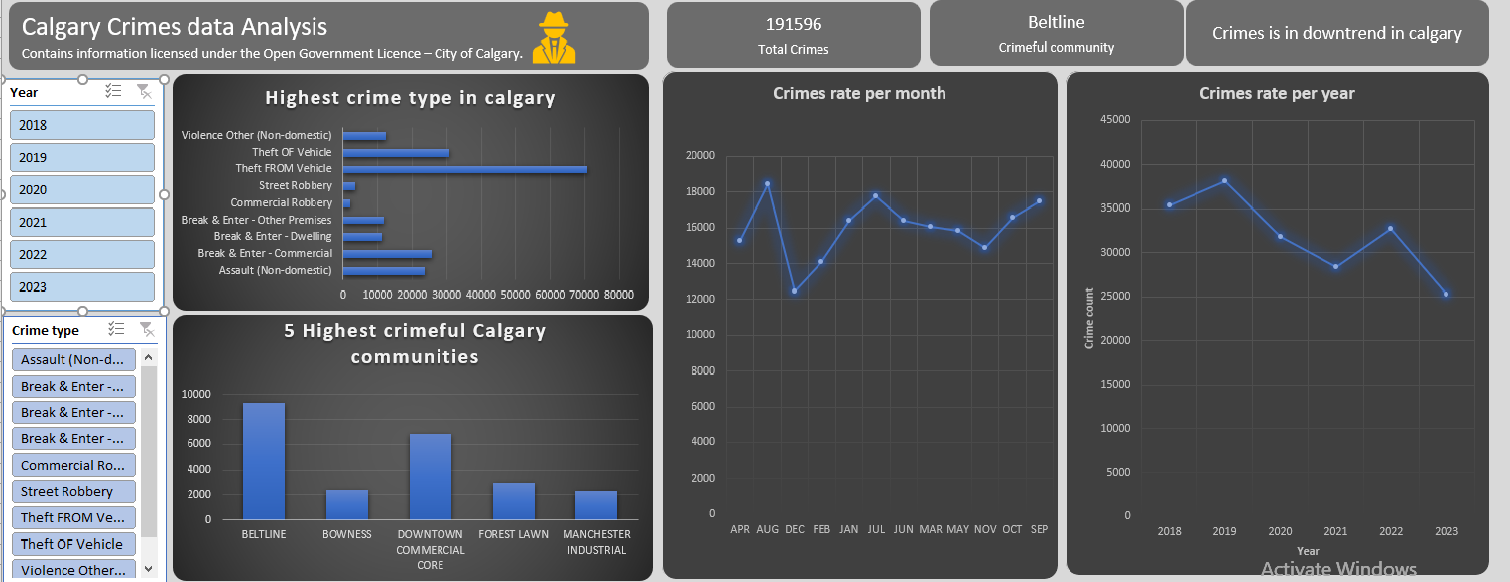 Calgary Crimes data Analysis
Contains information licensed under the Open Government Licence – City of Calgary.
191596
Total Crimes
Beltline
Crimeful community
Crimes is in downtrend in calgary
Year
2018
2019
2020
2021
2022
2023
Crime type
Assault (Non-d...
Break & Enter -...
Break & Enter -...
Break & Enter -...
Commercial Ro...
Street Robbery
Theft FROM Ve...
Theft OF Vehicle
Violence Other...
Highest crime type in calgary
Violence Other (Non-domestic)
Theft OF Vehicle
Theft FROM Vehicle
Street Robbery
Commercial Robbery
Break & Enter - Other Premises
Break & Enter - Dwelling
Break & Enter - Commercial
Assault (Non-domestic)
0 10000 20000 30000 40000 50000 60000 70000 80000
5 Highest crimeful Calgary
communities
10000
8000
6000
4000
2000
0
BELTLINE BOWNESS DOWNTOWN COMMERCIAL CORE FOREST LAWN MANCHESTER INDUSTRIAL
Crimes rate per month
20000
18000
16000
14000
12000
10000
8000
6000
4000
2000
0
APR AUG DEC FEB JAN JUL JUN MAR MAY NOV OCT SEP
Crimes rate per year
45000
40000
35000
30000
25000
20000
15000
10000
5000
0
Crime count
2018 2019 2020 2021 2022 2023
Year
Activate Windows